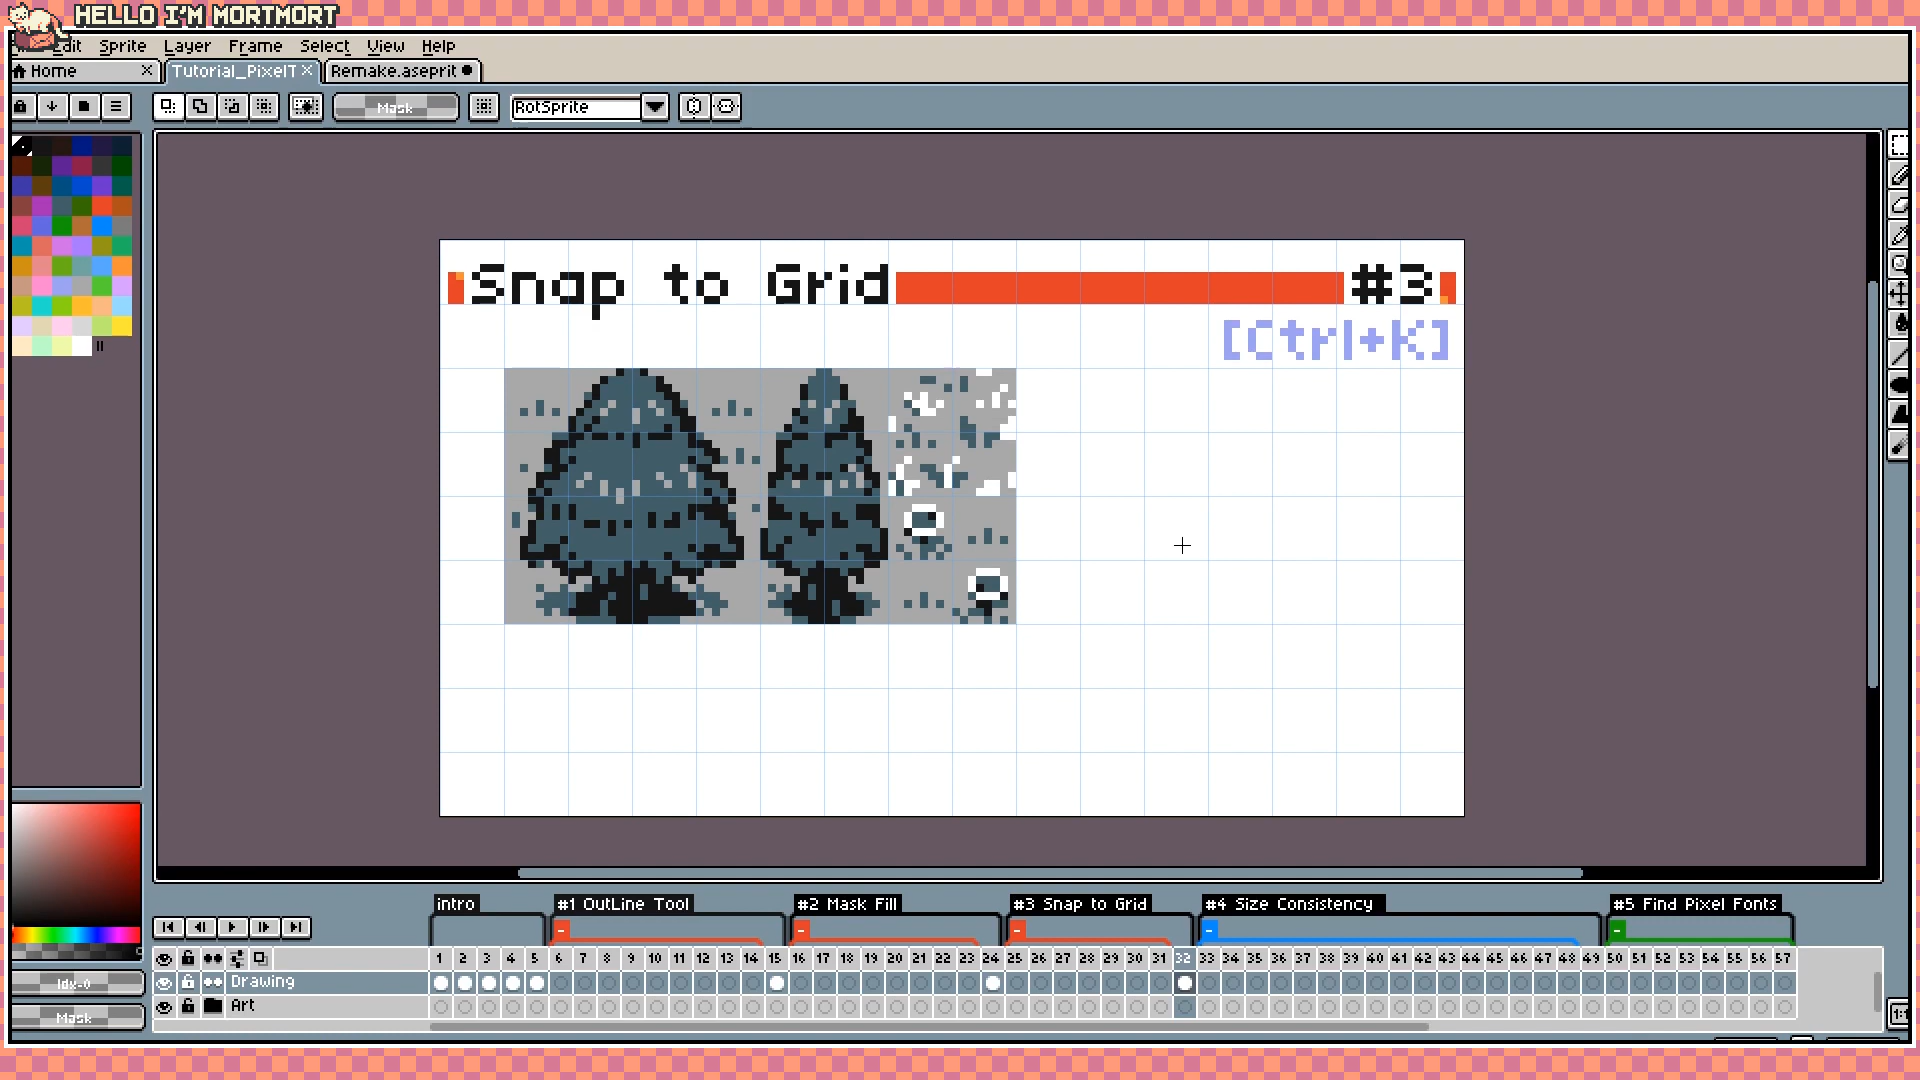 HELLO I'M MORTMORT
Edit Sprite Layer Frame Select View Help
Home Tutorial_PixelT Remake.aseprit
Mask RotSprite
Snap to Grid #3
[Ctrl+K]
intro #1 OutLine Tool #2 Mask Fill #3 Snap to Grid #4 Size Consistency #5 Find Pixel Fonts
1 2 3 4 5 6 7 8 9 10 11 12 13 14 15 16 17 18 19 20 21 22 23 24 25 26 27 28 29 30 31 32 33 34 35 36 37 38 39 40 41 42 43 44 45 46 47 48 49 50 51 52 53 54 55 56 57
Idx-0 Drawing
Art
Mask
1:1